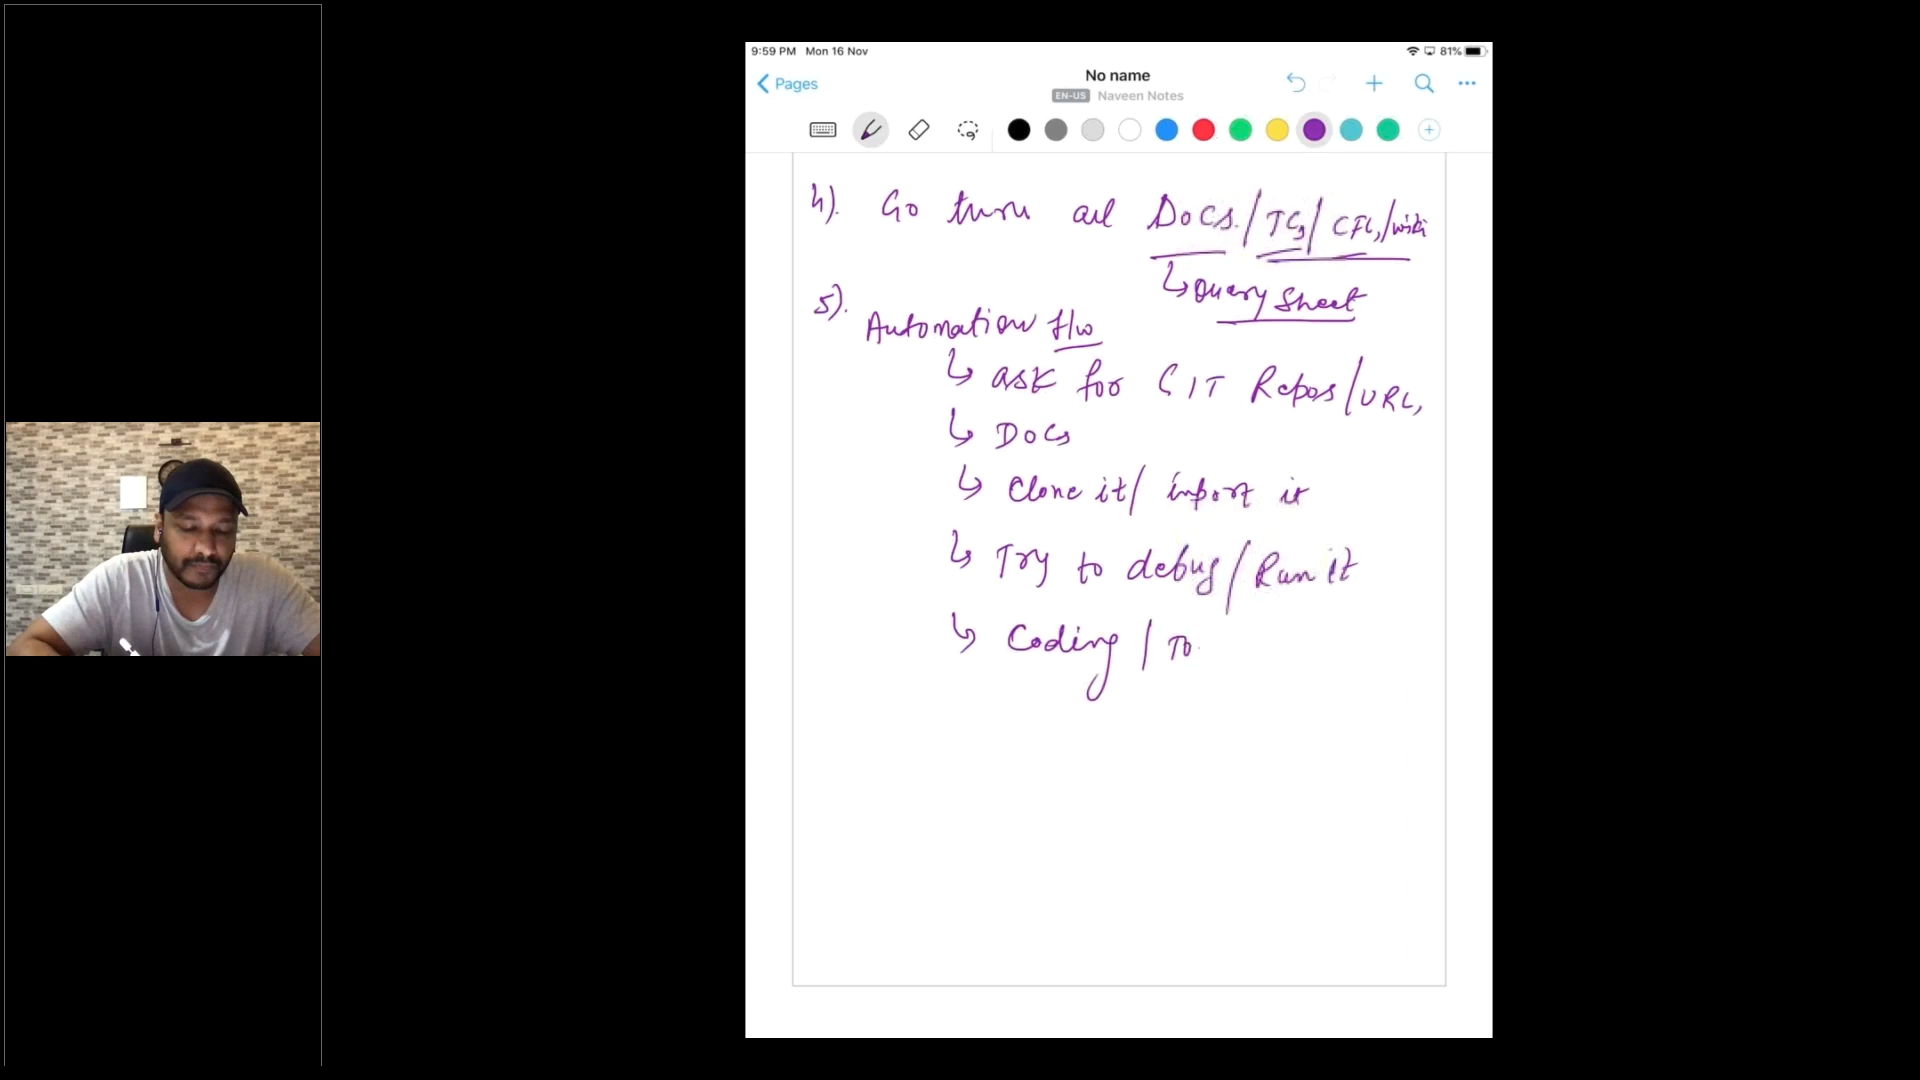 9:59 PM Mon 16 Nov 81%
Pages
No name
EN-US Naveen Notes
4). Go turu all Docs./TCs/CFL,/wiki
↳Query Sheet
5).
Automation f/w
↳ ask for GIT Repos/URL,
↳ Docs
↳ Clone it/ import it
↳ Try to debug/Run it
↳ Coding / To